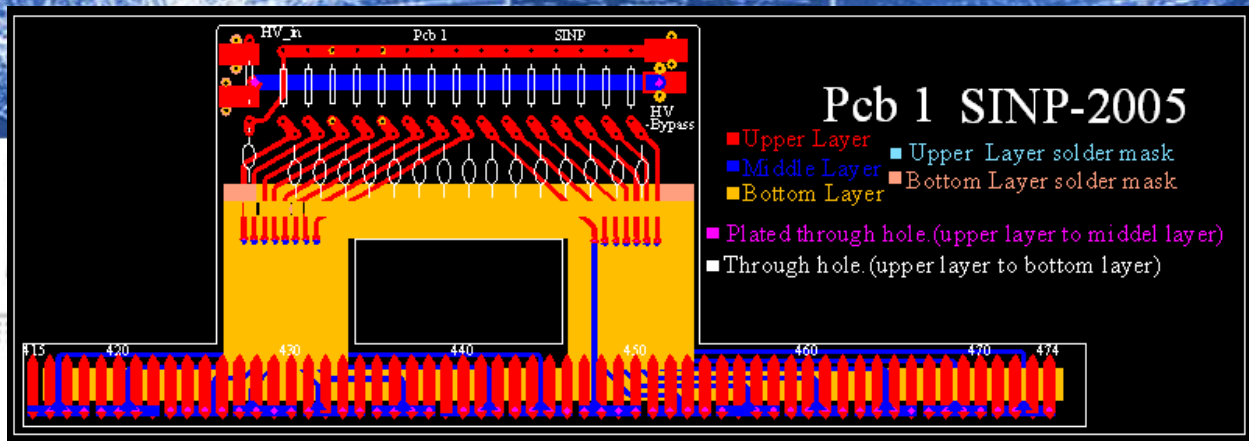 HV_in Pcb 1 SINP
HV
-Bypass
Pcb 1 SINP-2005
Upper Layer
Middle Layer
Bottom Layer
Upper Layer solder mask
Bottom Layer solder mask
Plated through hole.(upper layer to middel layer)
Through hole.(upper layer to bottom layer)
415 420 430 440 450 460 470 474